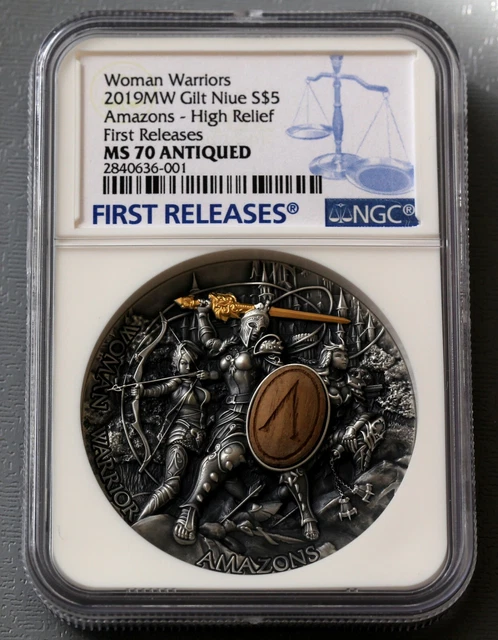 Woman Warriors
2019MW Gilt Niue S$5
Amazons - High Relief
First Releases
MS 70 ANTIQUED
2840636-001
FIRST RELEASES®
NGC®
WOMAN WARRIOR
AMAZONS
Λ